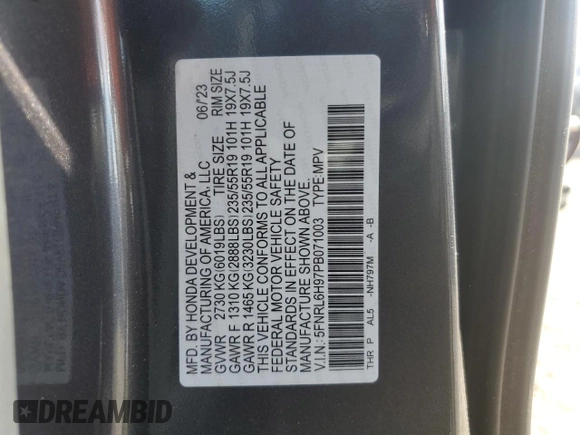 MFD. BY HONDA DEVELOPMENT &
MANUFACTURING OF AMERICA, LLC 06/23
GVWR 2730 KG(6019LBS) TIRE SIZE RIM SIZE
GAWR F 1310 KG(2888LBS)235/55R19 101H 19X7.5J
GAWR R 1465 KG(3230LBS)235/55R19 101H 19X7.5J
THIS VEHICLE CONFORMS TO ALL APPLICABLE
FEDERAL MOTOR VEHICLE SAFETY
STANDARDS IN EFFECT ON THE DATE OF
MANUFACTURE SHOWN ABOVE.
V.I.N.: 5FNRL6H97PB071003 TYPE: MPV
THR P AL5 -NH797M -A -B
DREAMBID